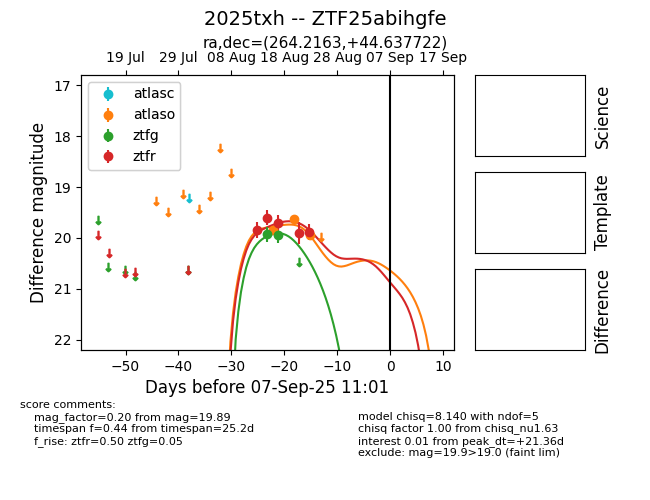 2025txh -- ZTF25abihgfe
ra,dec=(264.2163,+44.637722)
19 Jul 29 Jul 08 Aug 18 Aug 28 Aug 07 Sep 17 Sep
17
18
19
20
21
22
Difference magnitude
atlasc
atlaso
ztfg
ztfr
−50 −40 −30 −20 −10 0 10
Days before 07-Sep-25 11:01
Science
Template
Difference
score comments:
mag_factor=0.20 from mag=19.89
timespan f=0.44 from timespan=25.2d
f_rise: ztfr=0.50 ztfg=0.05
model chisq=8.140 with ndof=5
chisq factor 1.00 from chisq_nu1.63
interest 0.01 from peak_dt=+21.36d
exclude: mag=19.9>19.0 (faint lim)